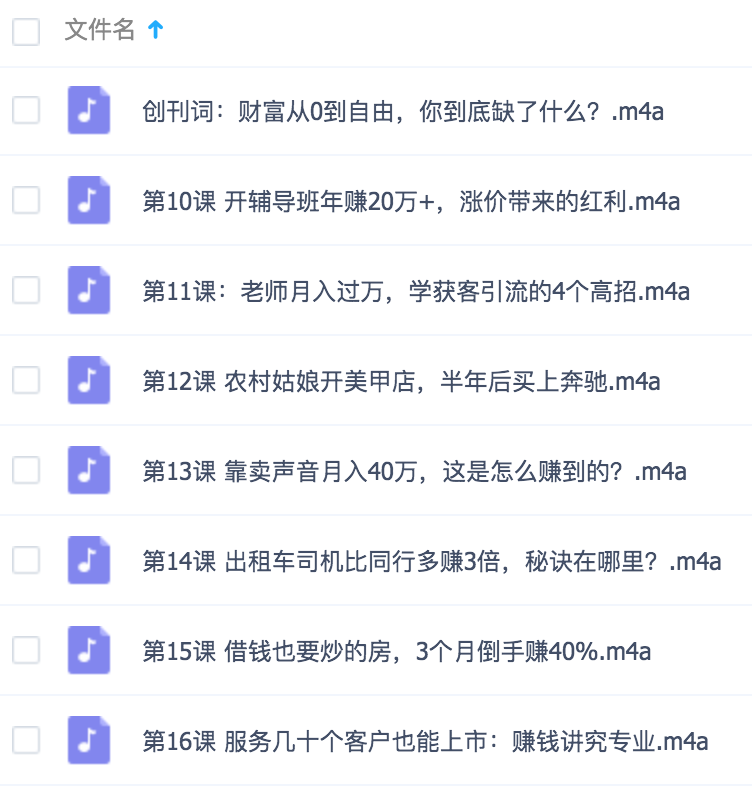 文件名
创刊词：财富从0到自由，你到底缺了什么？.m4a
第10课 开辅导班年赚20万+，涨价带来的红利.m4a
第11课：老师月入过万，学获客引流的4个高招.m4a
第12课 农村姑娘开美甲店，半年后买上奔驰.m4a
第13课 靠卖声音月入40万，这是怎么赚到的？.m4a
第14课 出租车司机比同行多赚3倍，秘诀在哪里？.m4a
第15课 借钱也要炒的房，3个月倒手赚40%.m4a
第16课 服务几十个客户也能上市：赚钱讲究专业.m4a